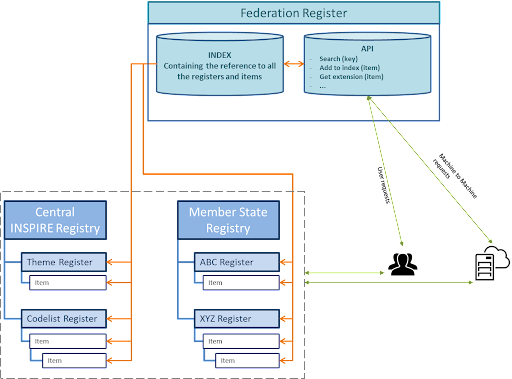 Federation Register
INDEX
Containing the reference to all
the registers and items
API
- Search (key)
- Add to index (item)
- Get extension (item)
- ...
User requests
Machine to Machine
requests
Central
INSPIRE Registry
Theme Register
Item
Codelist Register
Item
Item
Member State
Registry
ABC Register
Item
XYZ Register
Item
Item